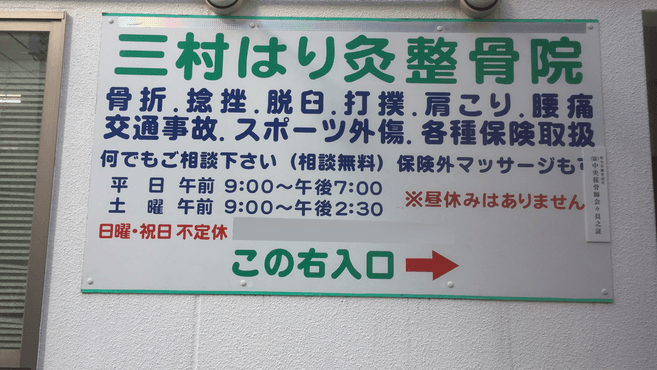 三村はり灸整骨院
骨折.捻挫.脱臼.打撲.肩こり.腰痛
交通事故.スポーツ外傷.各種保険取扱
何でもご相談下さい（相談無料）保険外マッサージもす
平日 午前 9:00～午後7:00
土曜 午前 9:00～午後2:30
※昼休みはありません
日曜・祝日 不定休
この右入口